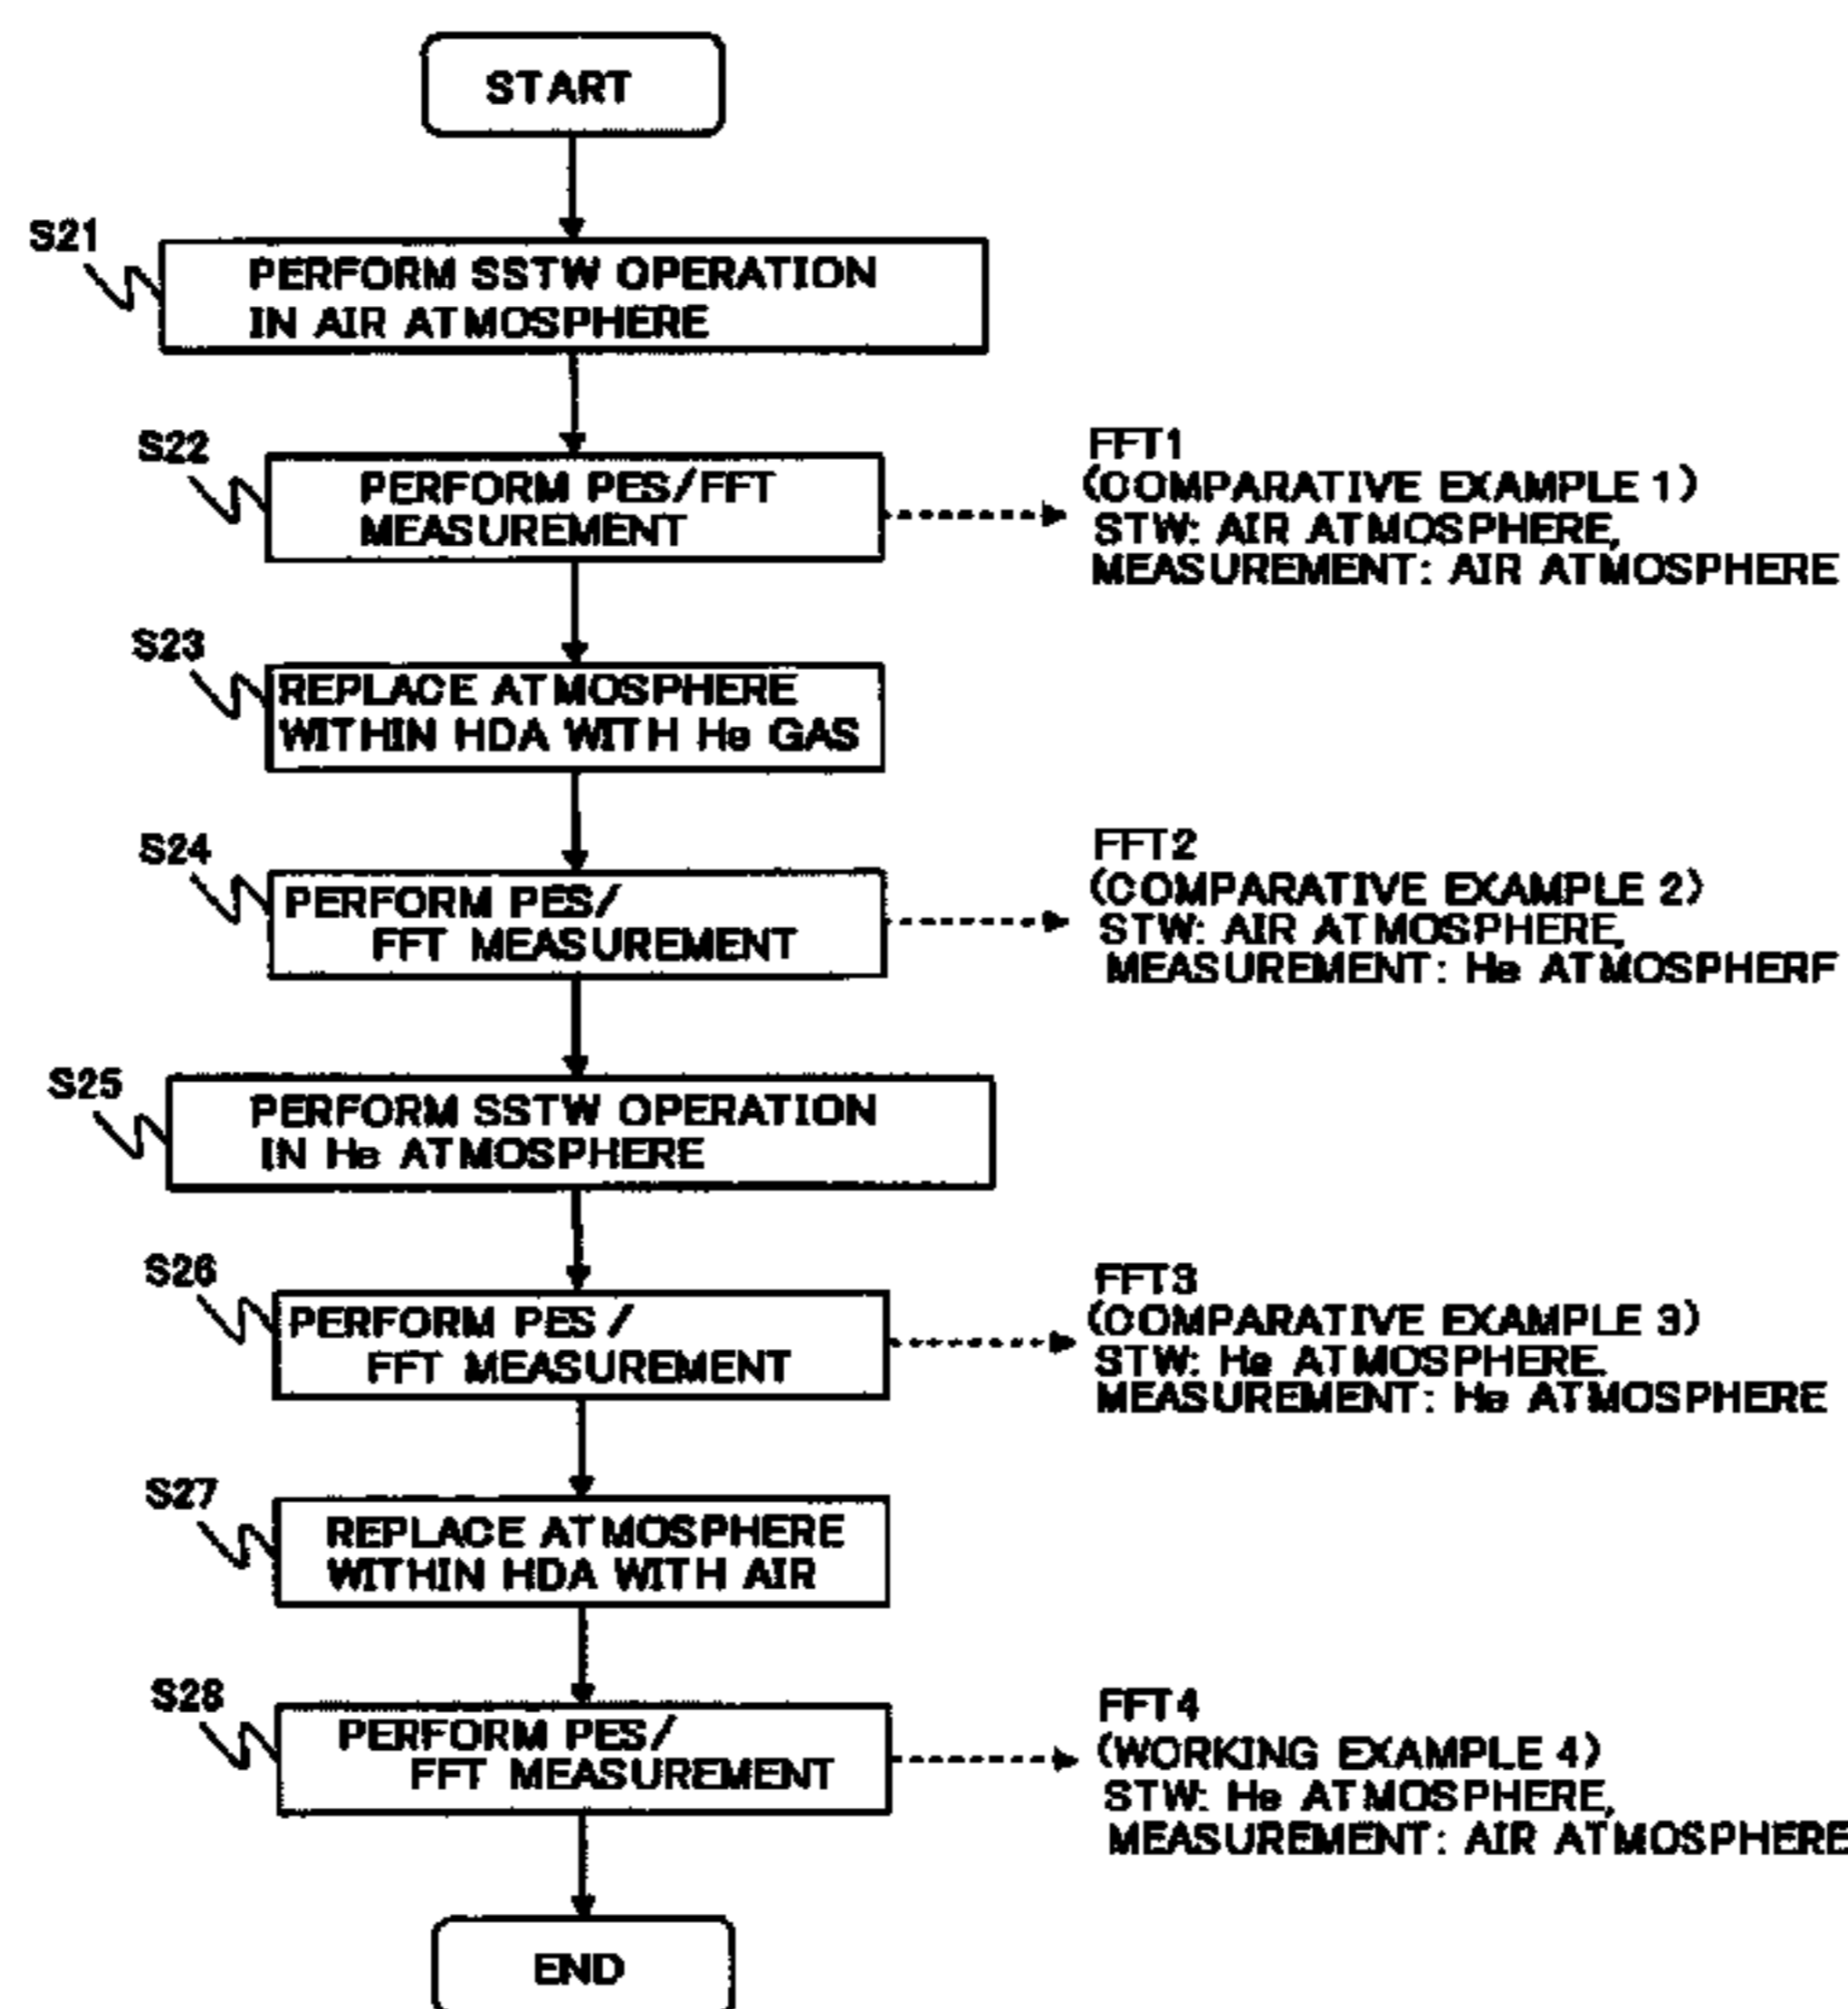 START
S21
PERFORM SSTW OPERATION
IN AIR ATMOSPHERE
S22
PERFORM PES/FFT
MEASUREMENT
FFT1
(COMPARATIVE EXAMPLE 1)
STW: AIR ATMOSPHERE,
MEASUREMENT: AIR ATMOSPHERE
S23
REPLACE ATMOSPHERE
WITHIN HDA WITH He GAS
S24
PERFORM PES/
FFT MEASUREMENT
FFT2
(COMPARATIVE EXAMPLE 2)
STW: AIR ATMOSPHERE,
MEASUREMENT: He ATMOSPHERF
S25
PERFORM SSTW OPERATION
IN He ATMOSPHERE
S26
PERFORM PES/
FFT MEASUREMENT
FFT3
(COMPARATIVE EXAMPLE 3)
STW: He ATMOSPHERE.
MEASUREMENT: He ATMOSPHERE
S27
REPLACE ATMOSPHERE
WITHIN HDA WITH AIR
S28
PERFORM PES/
FFT MEASUREMENT
FFT4
(WORKING EXAMPLE 4)
STW: He ATMOSPHERE,
MEASUREMENT: AIR ATMOSPHERE
END